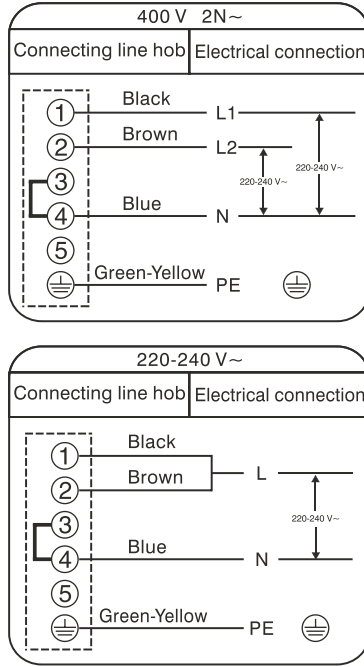 400 V 2N~
Connecting line hob Electrical connection
1 Black L1
2 Brown L2
220-240 V~ 220-240 V~
3
4 Blue N
5
Green-Yellow PE
220-240 V~
Connecting line hob Electrical connection
1 Black
L
2 Brown
3 220-240 V~
4 Blue N
5
Green-Yellow PE